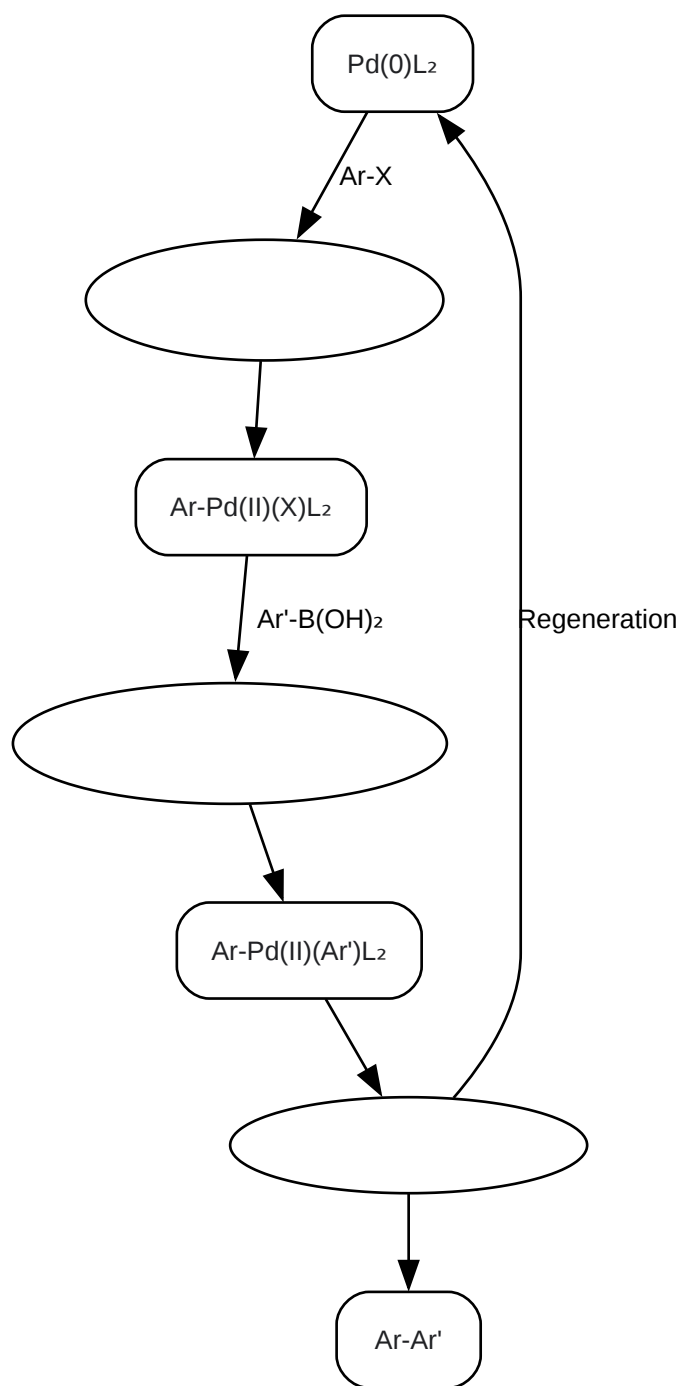 Pd(0)L₂
Ar-X
Ar-Pd(II)(X)L₂
Ar'-B(OH)₂
Regeneration
Ar-Pd(II)(Ar')L₂
Ar-Ar'